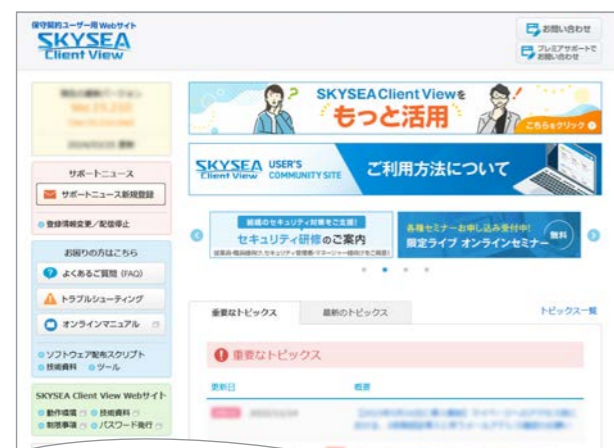 保守契約ユーザー用 Webサイト
SKYSEA
Client View
お問い合わせ
プレミアサポートで
お問い合わせ
サポートニュース
サポートニュース新規登録
登録情報変更/配信停止
お困りの方はこちら
よくあるご質問 (FAQ)
トラブルシューティング
オンラインマニュアル
ソフトウェア配布スクリプト
技術資料 ツール
SKYSEA Client View Webサイト
動作環境 技術資料
制限事項 パスワード発行
SKYSEA Client Viewを
もっと活用
こちらをクリック
SKYSEA Client View USER'S COMMUNITY SITE
ご利用方法について
組織のセキュリティ対策をご支援!
セキュリティ研修のご案内
各種セミナーお申し込み受付中!
限定ライブ オンラインセミナー
無料
重要なトピックス
最新のトピックス
トピックス一覧
重要なトピックス
更新日
概要